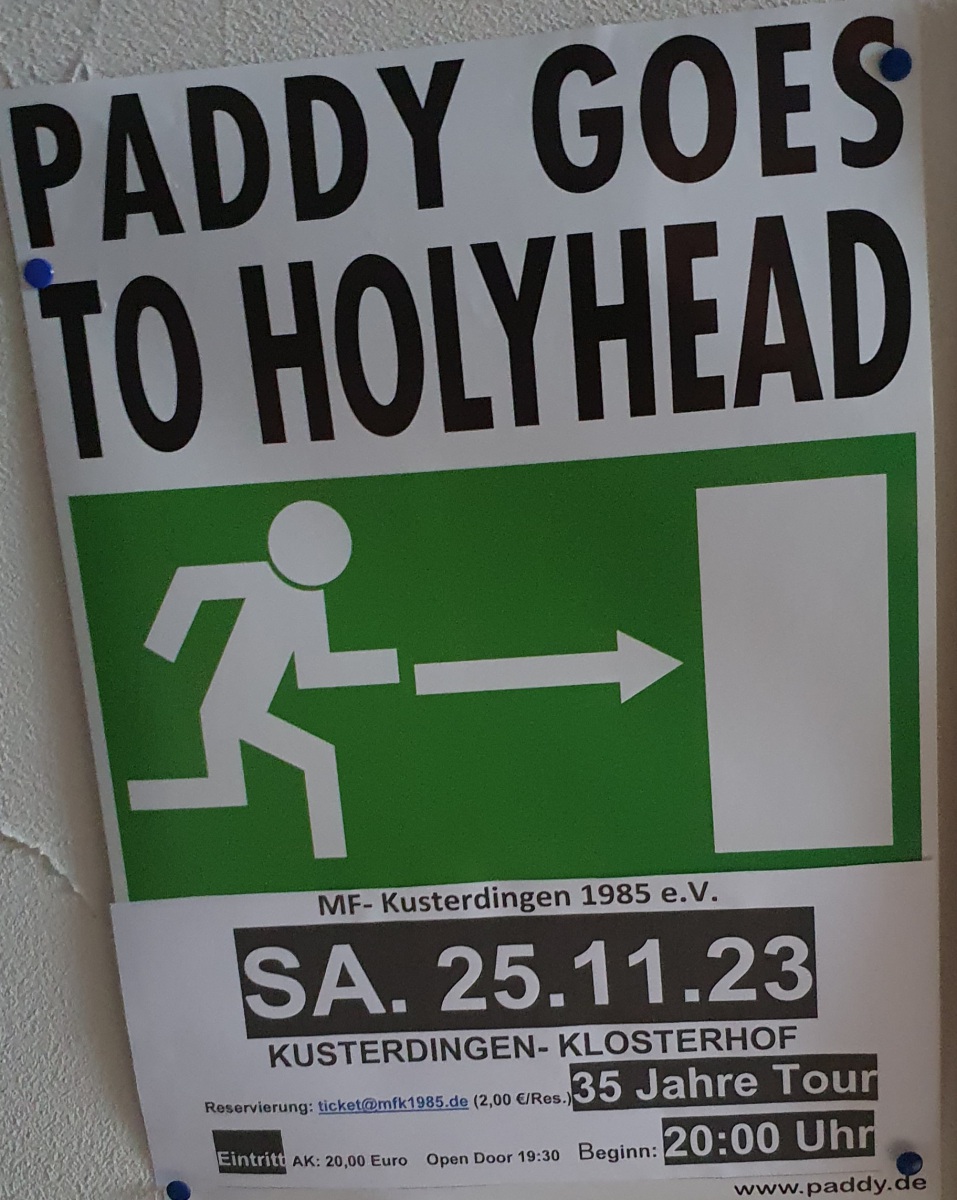 PADDY GOES
TO HOLYHEAD
MF- Kusterdingen 1985 e.V.
SA. 25.11.23
KUSTERDINGEN- KLOSTERHOF
35 Jahre Tour
Reservierung: ticket@mfk1985.de (2,00 €/Res.)
Eintritt AK: 20,00 Euro Open Door 19:30 Beginn: 20:00 Uhr
www.paddy.de